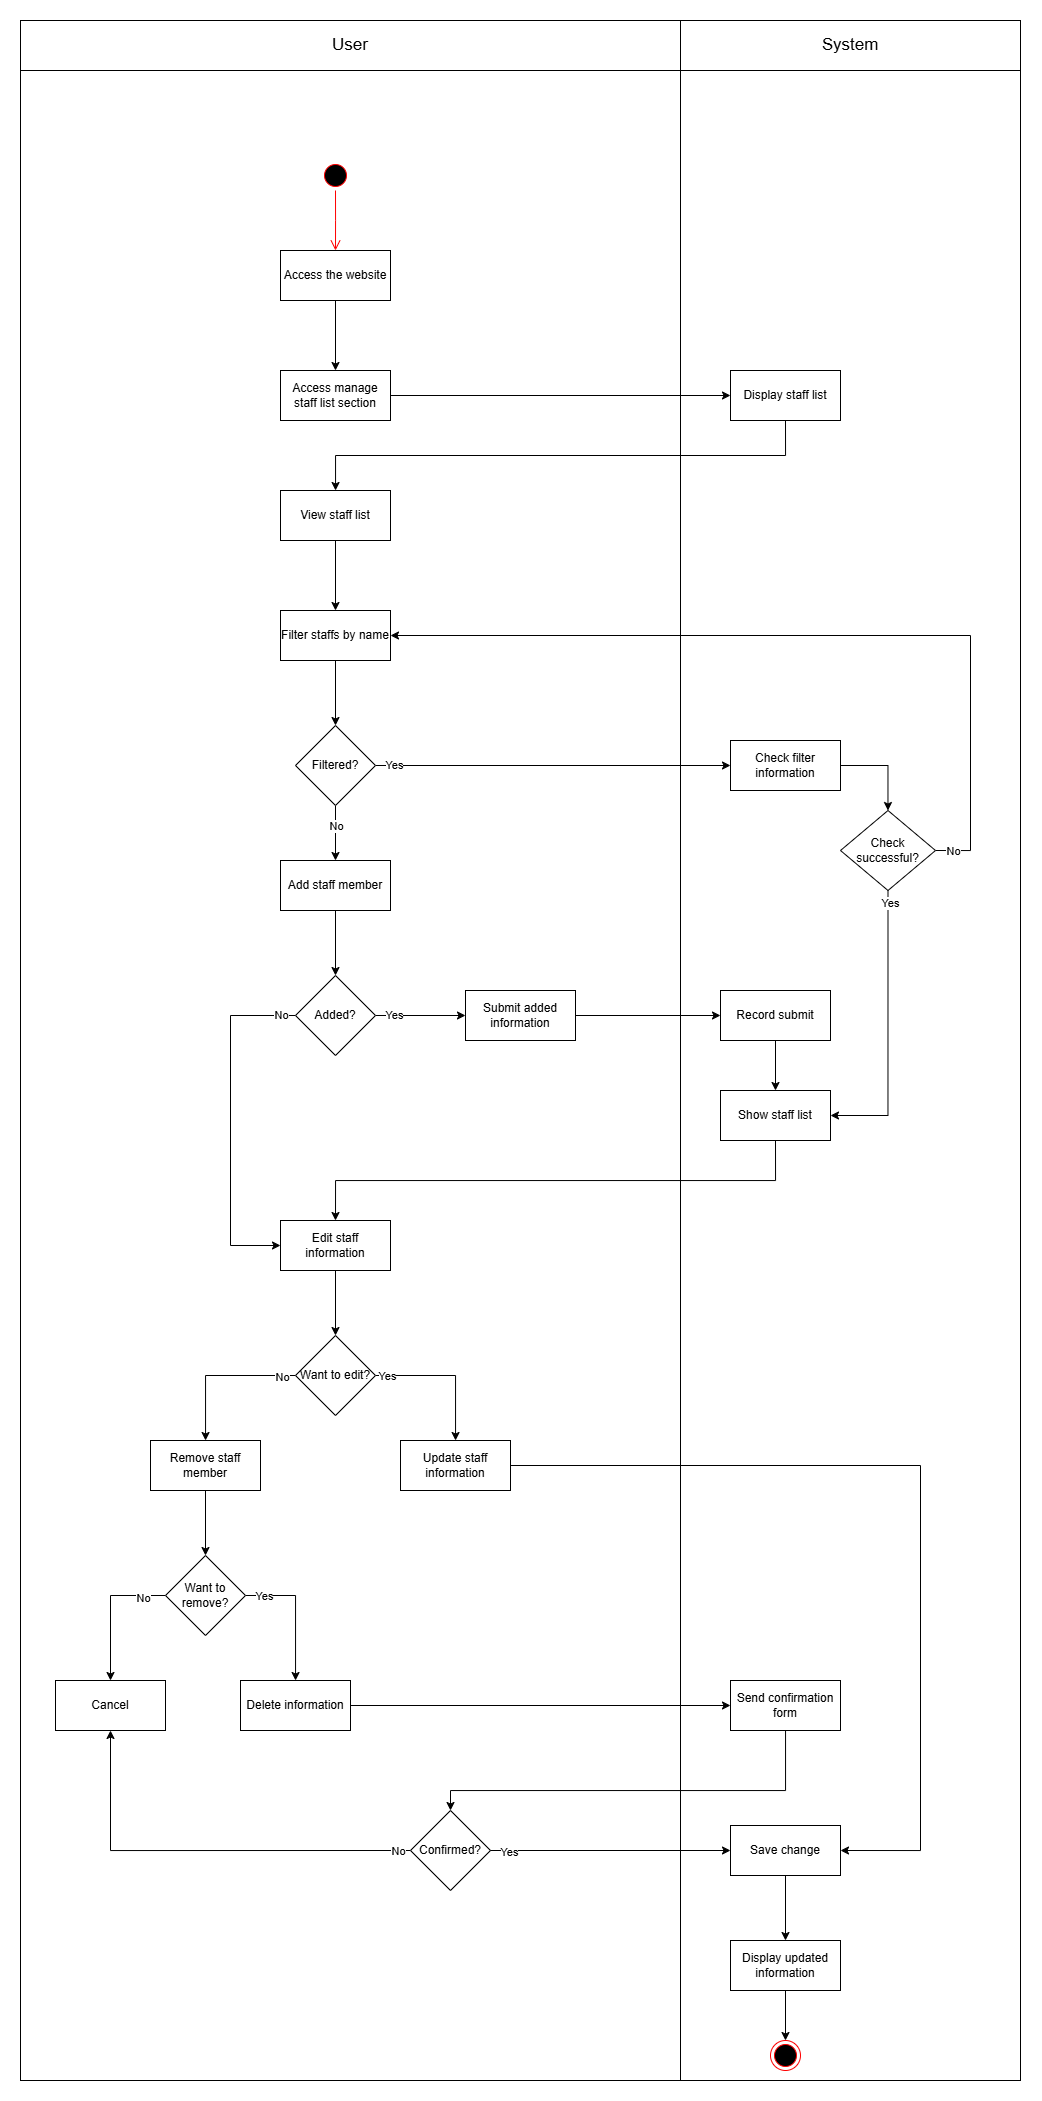 User
System
Access the website
Access manage
staff list section
Display staff list
View staff list
Filter staffs by name
Filtered?
Yes
Check filter
information
No
Check
successful?
No
Add staff member
Yes
No
Added?
Yes
Submit added
information
Record submit
Show staff list
Edit staff
information
No
Want to edit?
Yes
Remove staff
member
Update staff
information
No
Want to
remove?
Yes
Cancel
Delete information
Send confirmation
form
No
Confirmed?
Yes
Save change
Display updated
information